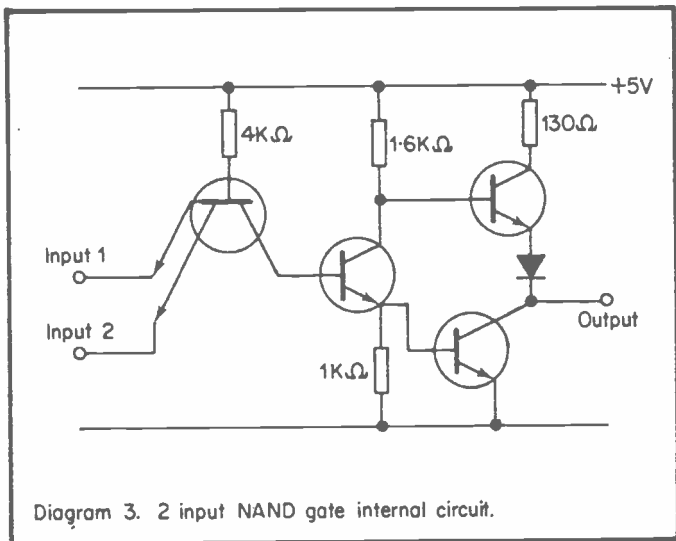 +5V
4KΩ
1·6KΩ
130Ω
Input 1
Input 2
Output
1KΩ
Diagram 3. 2 input NAND gate internal circuit.